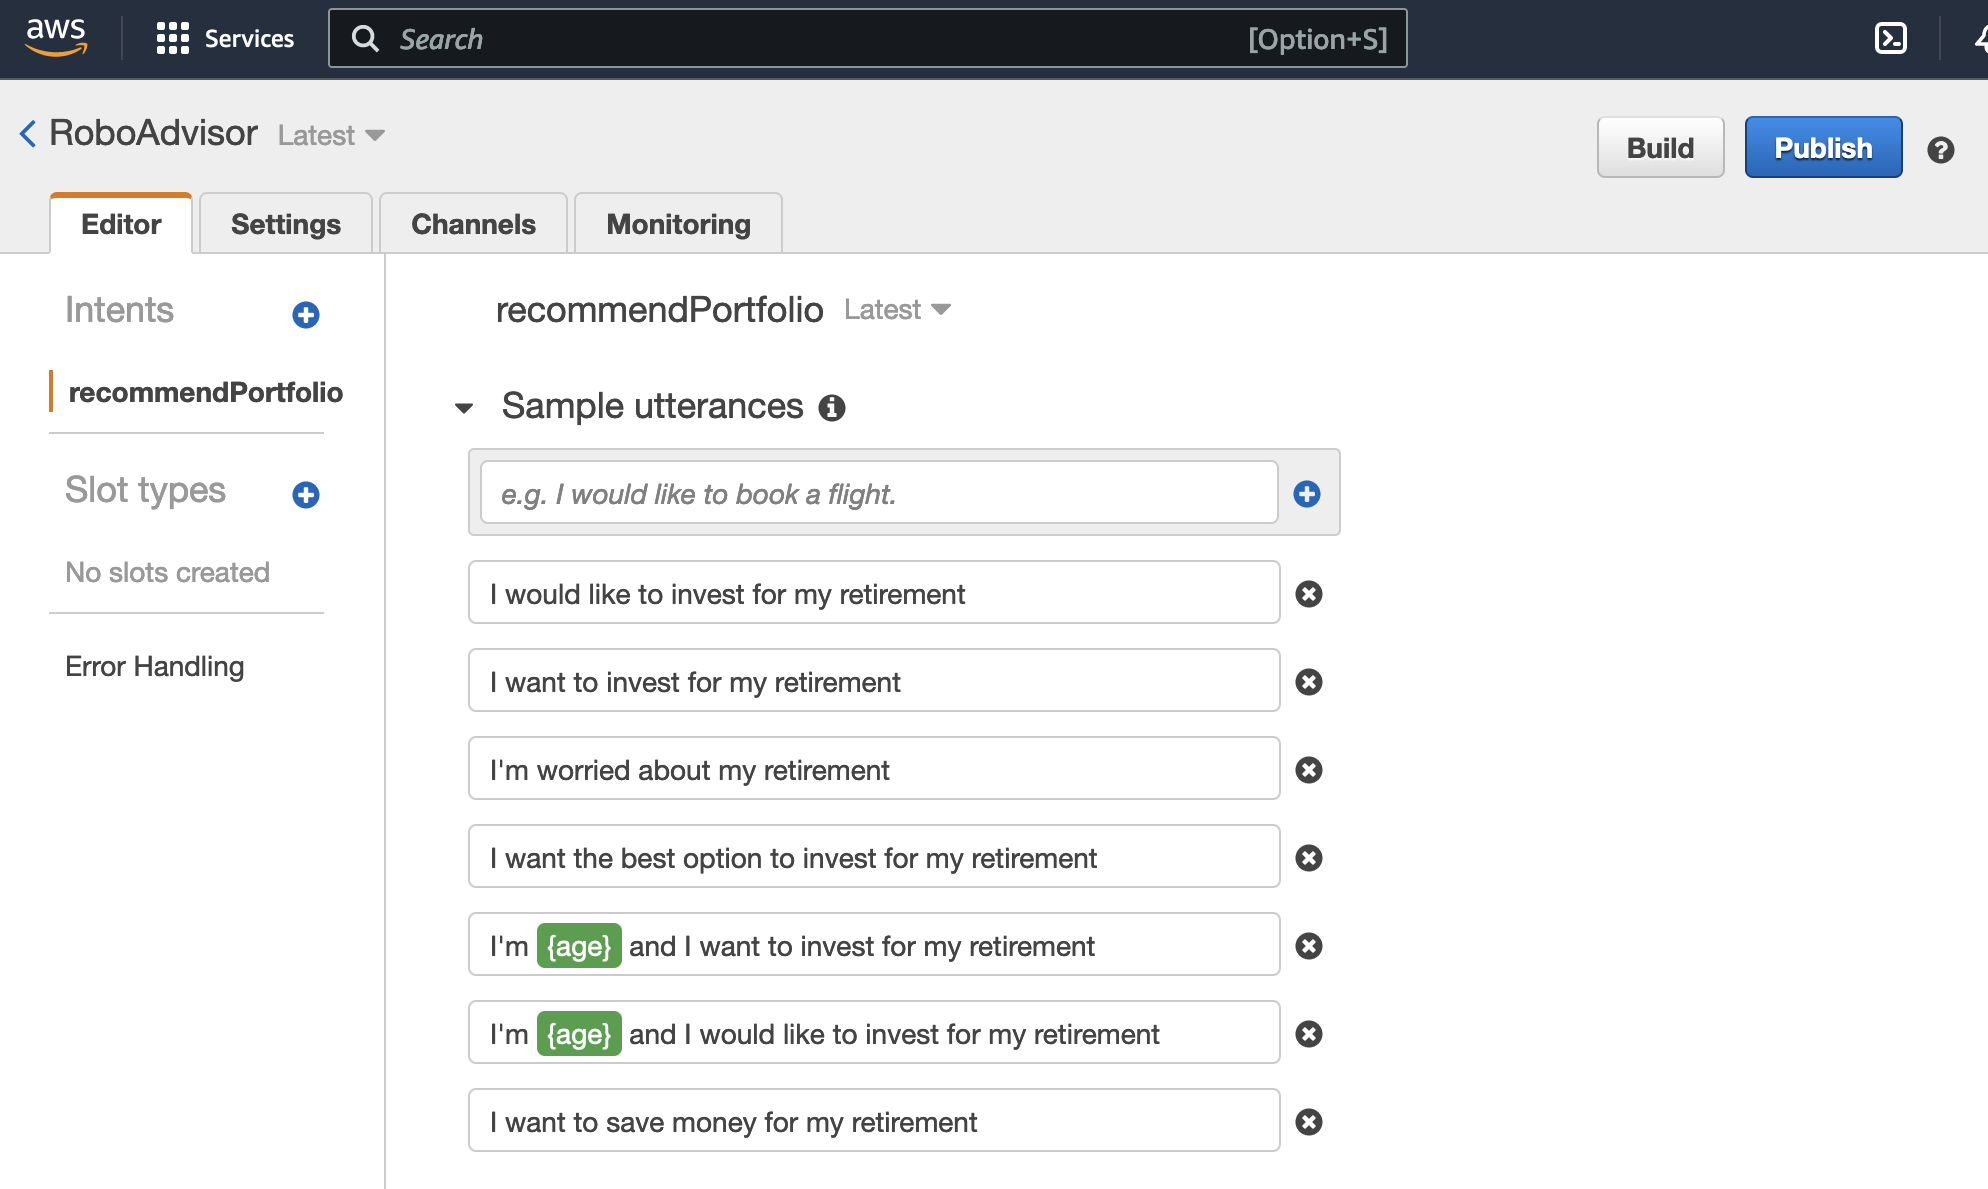 aws Services Search [Option+S]
RoboAdvisor Latest
Build Publish
Editor Settings Channels Monitoring
Intents
recommendPortfolio
Slot types
No slots created
Error Handling
recommendPortfolio Latest
Sample utterances
e.g. I would like to book a flight.
I would like to invest for my retirement
I want to invest for my retirement
I'm worried about my retirement
I want the best option to invest for my retirement
I'm {age} and I want to invest for my retirement
I'm {age} and I would like to invest for my retirement
I want to save money for my retirement